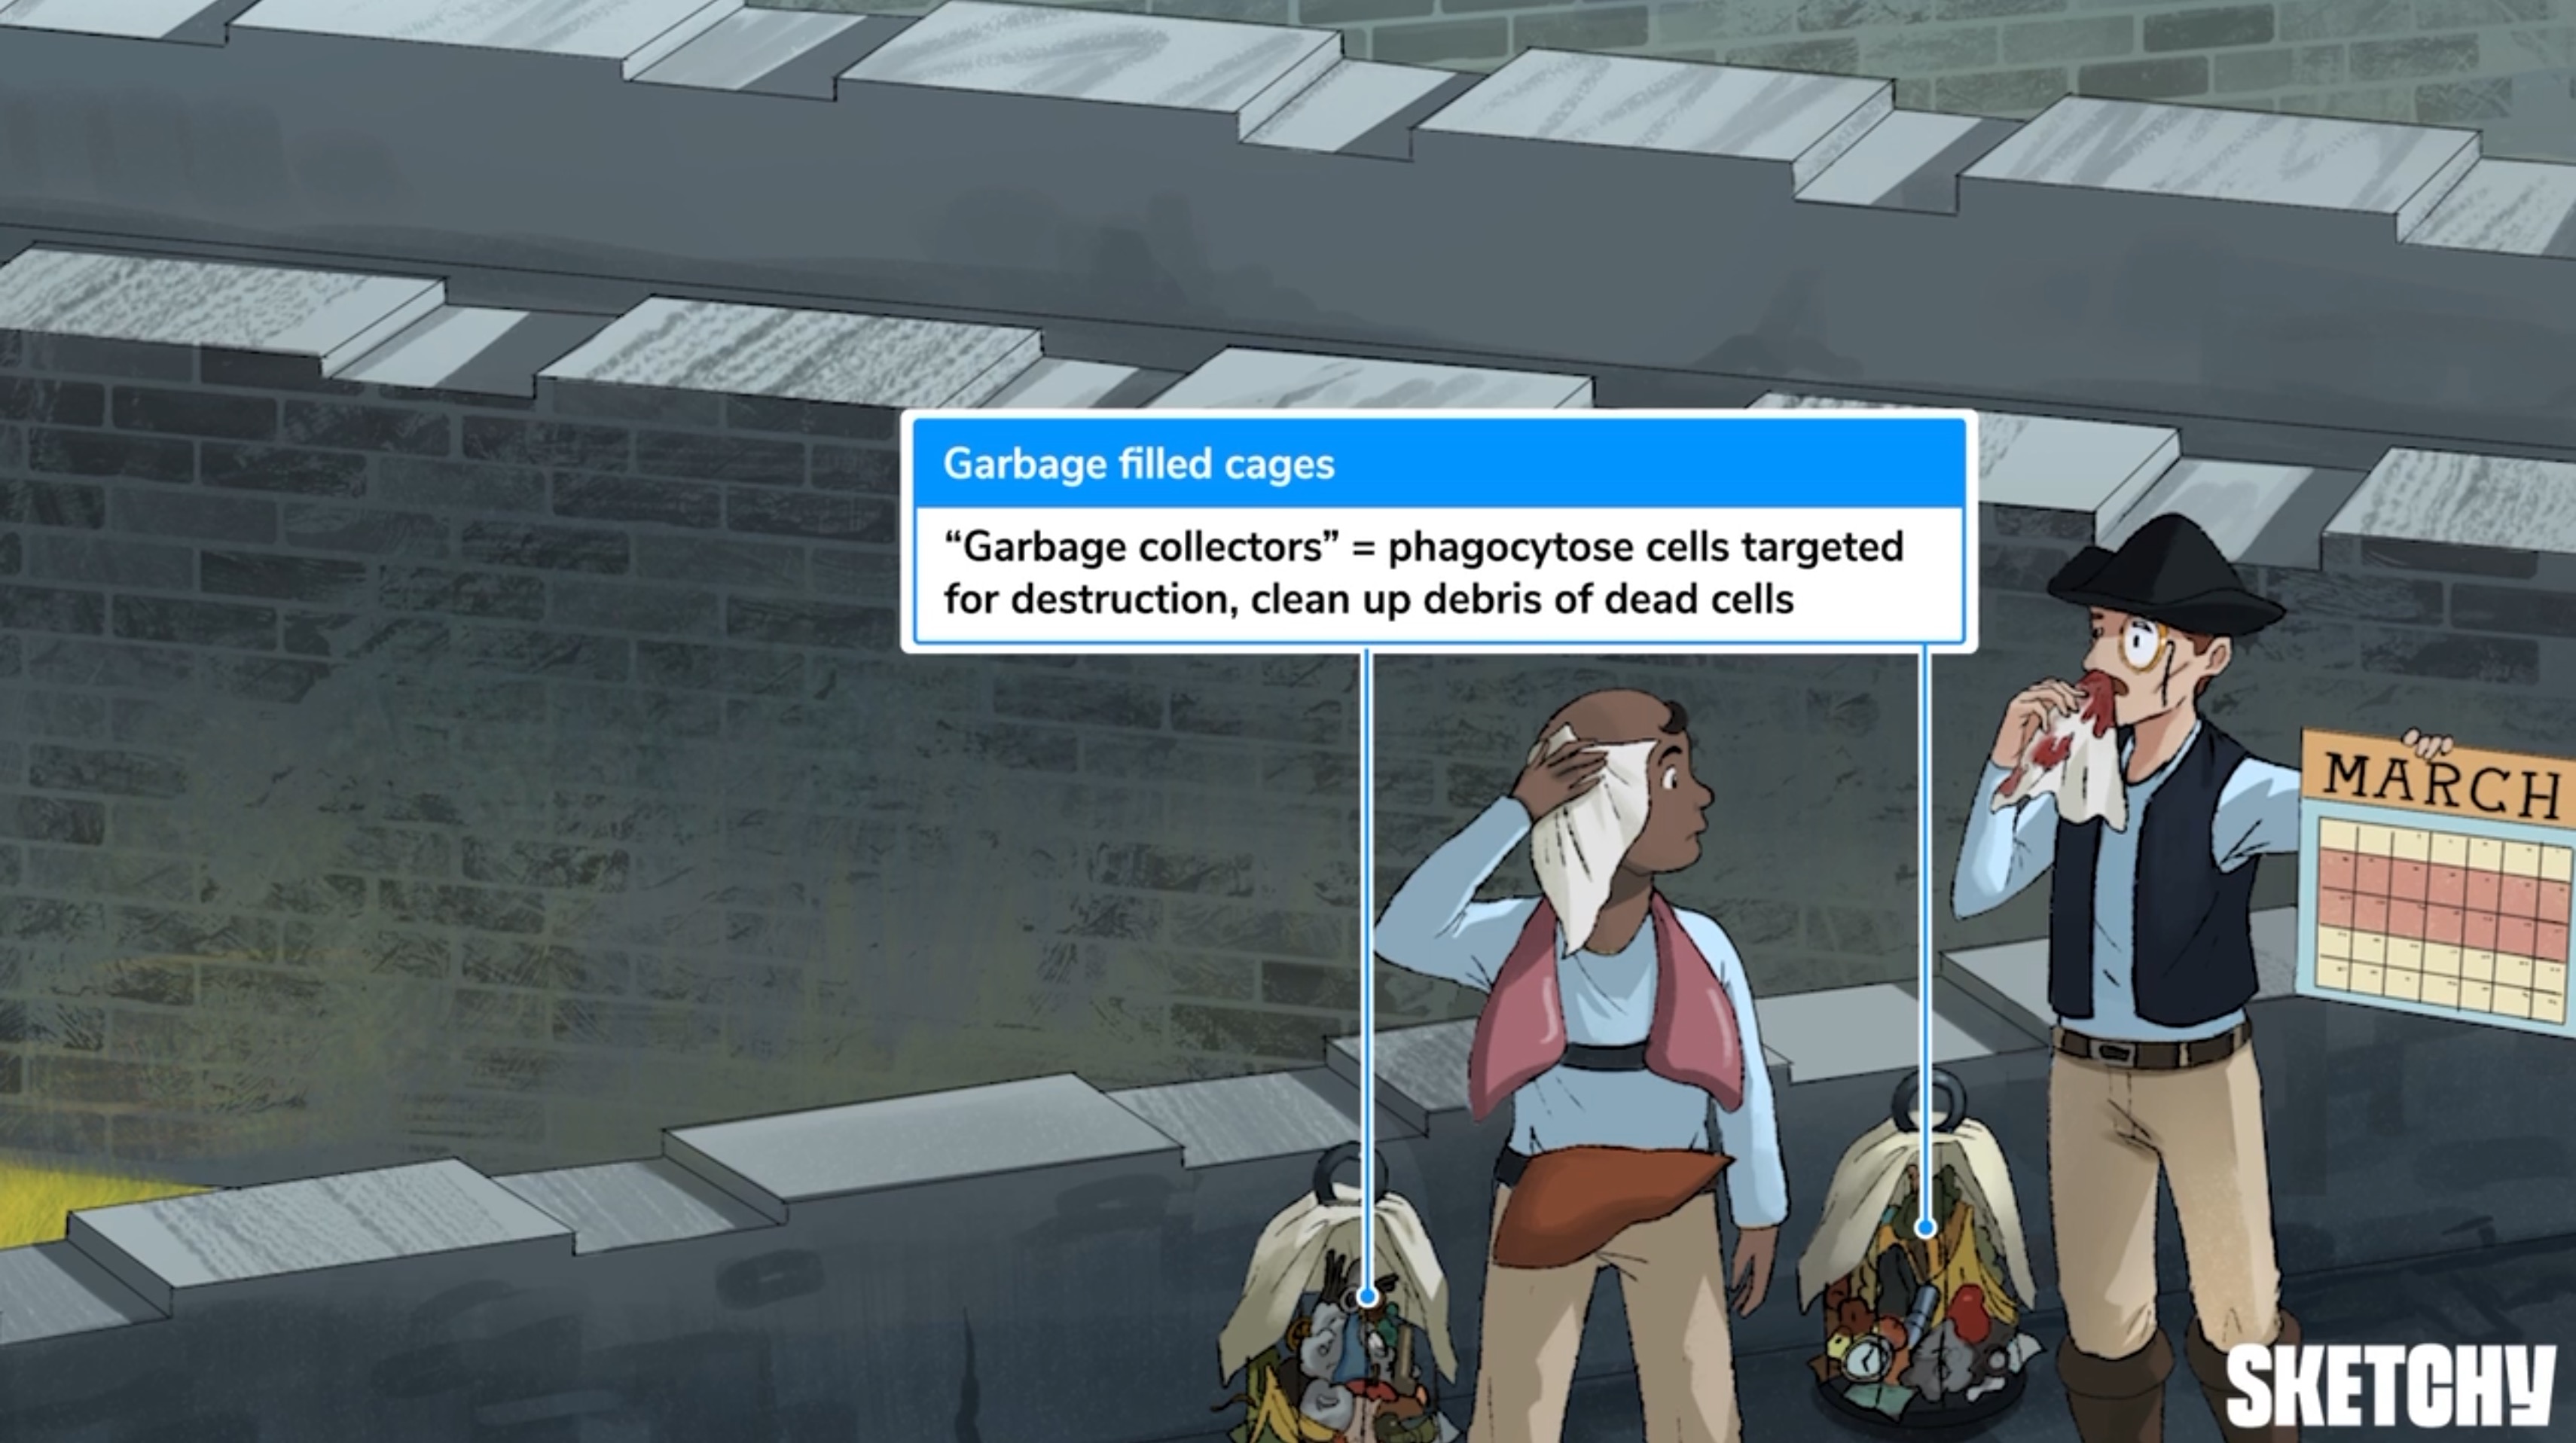 Garbage filled cages
“Garbage collectors” = phagocytose cells targeted
for destruction, clean up debris of dead cells
MARCH
SKETCHY